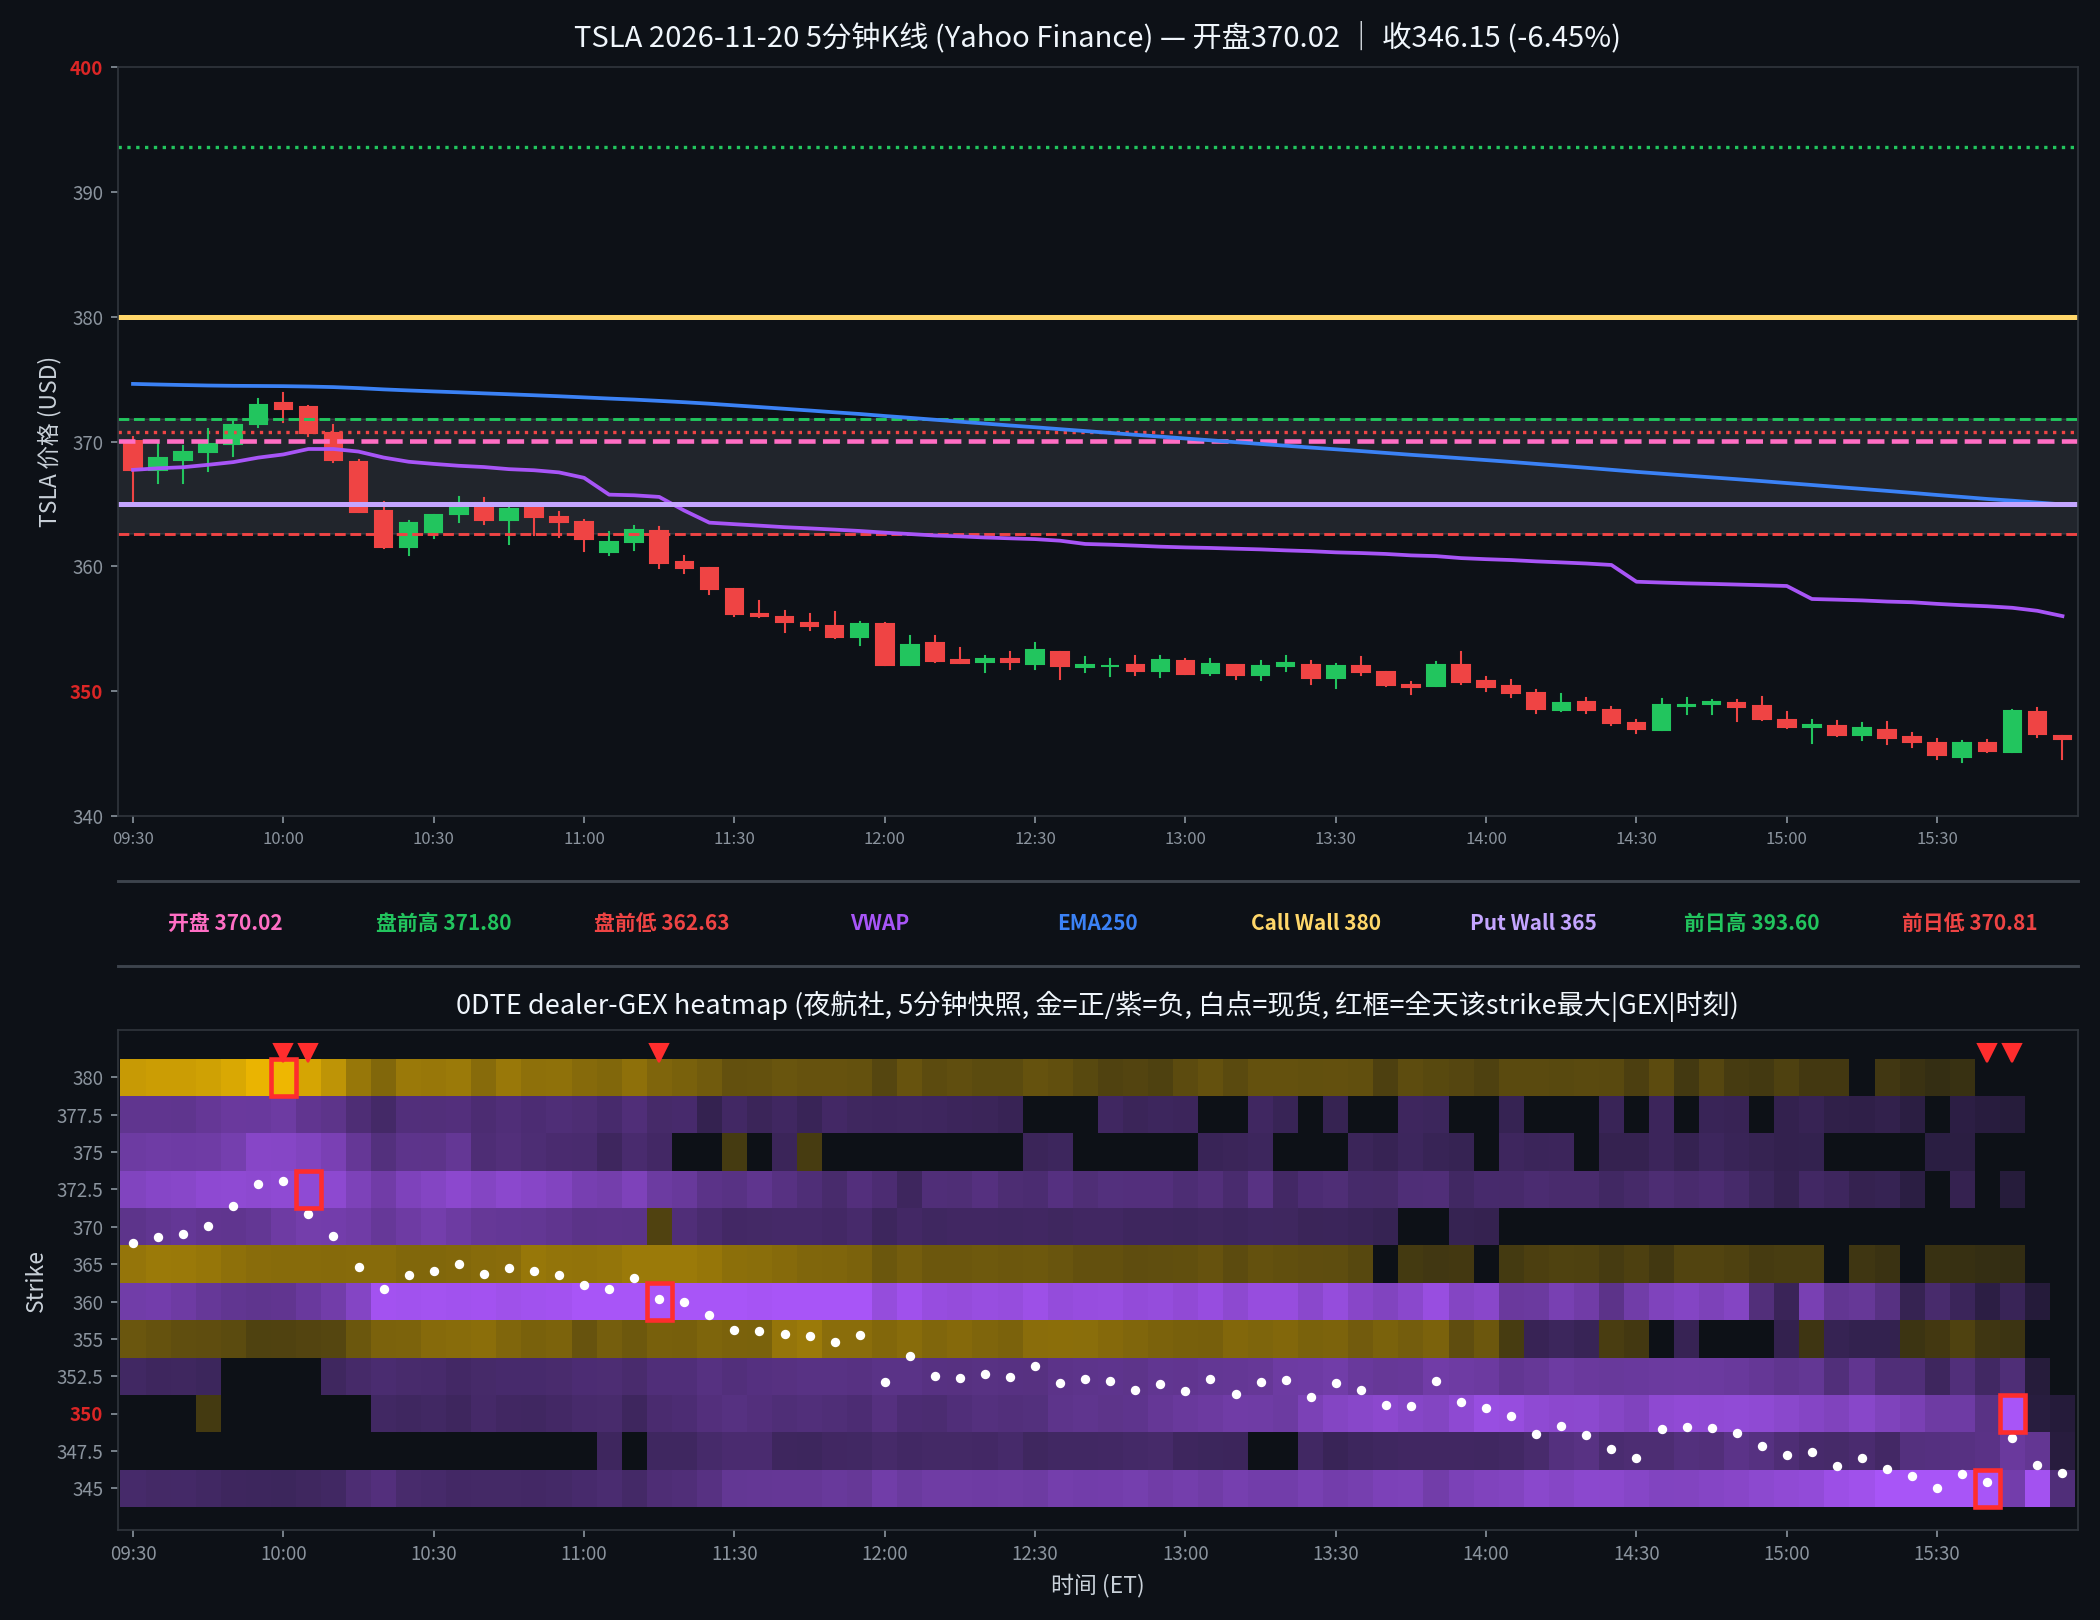 TSLA 2026-11-20 5分钟K线 (Yahoo Finance) — 开盘370.02 │ 收346.15 (-6.45%)
TSLA 价格 (USD)
400
390
380
370
360
350
340
09:30 10:00 10:30 11:00 11:30 12:00 12:30 13:00 13:30 14:00 14:30 15:00 15:30
开盘 370.02 盘前高 371.80 盘前低 362.63 VWAP EMA250 Call Wall 380 Put Wall 365 前日高 393.60 前日低 370.81
0DTE dealer-GEX heatmap (夜航社, 5分钟快照, 金=正/紫=负, 白点=现货, 红框=全天该strike最大|GEX|时刻)
Strike
380
377.5
375
372.5
370
365
360
355
352.5
350
347.5
345
09:30 10:00 10:30 11:00 11:30 12:00 12:30 13:00 13:30 14:00 14:30 15:00 15:30
时间 (ET)